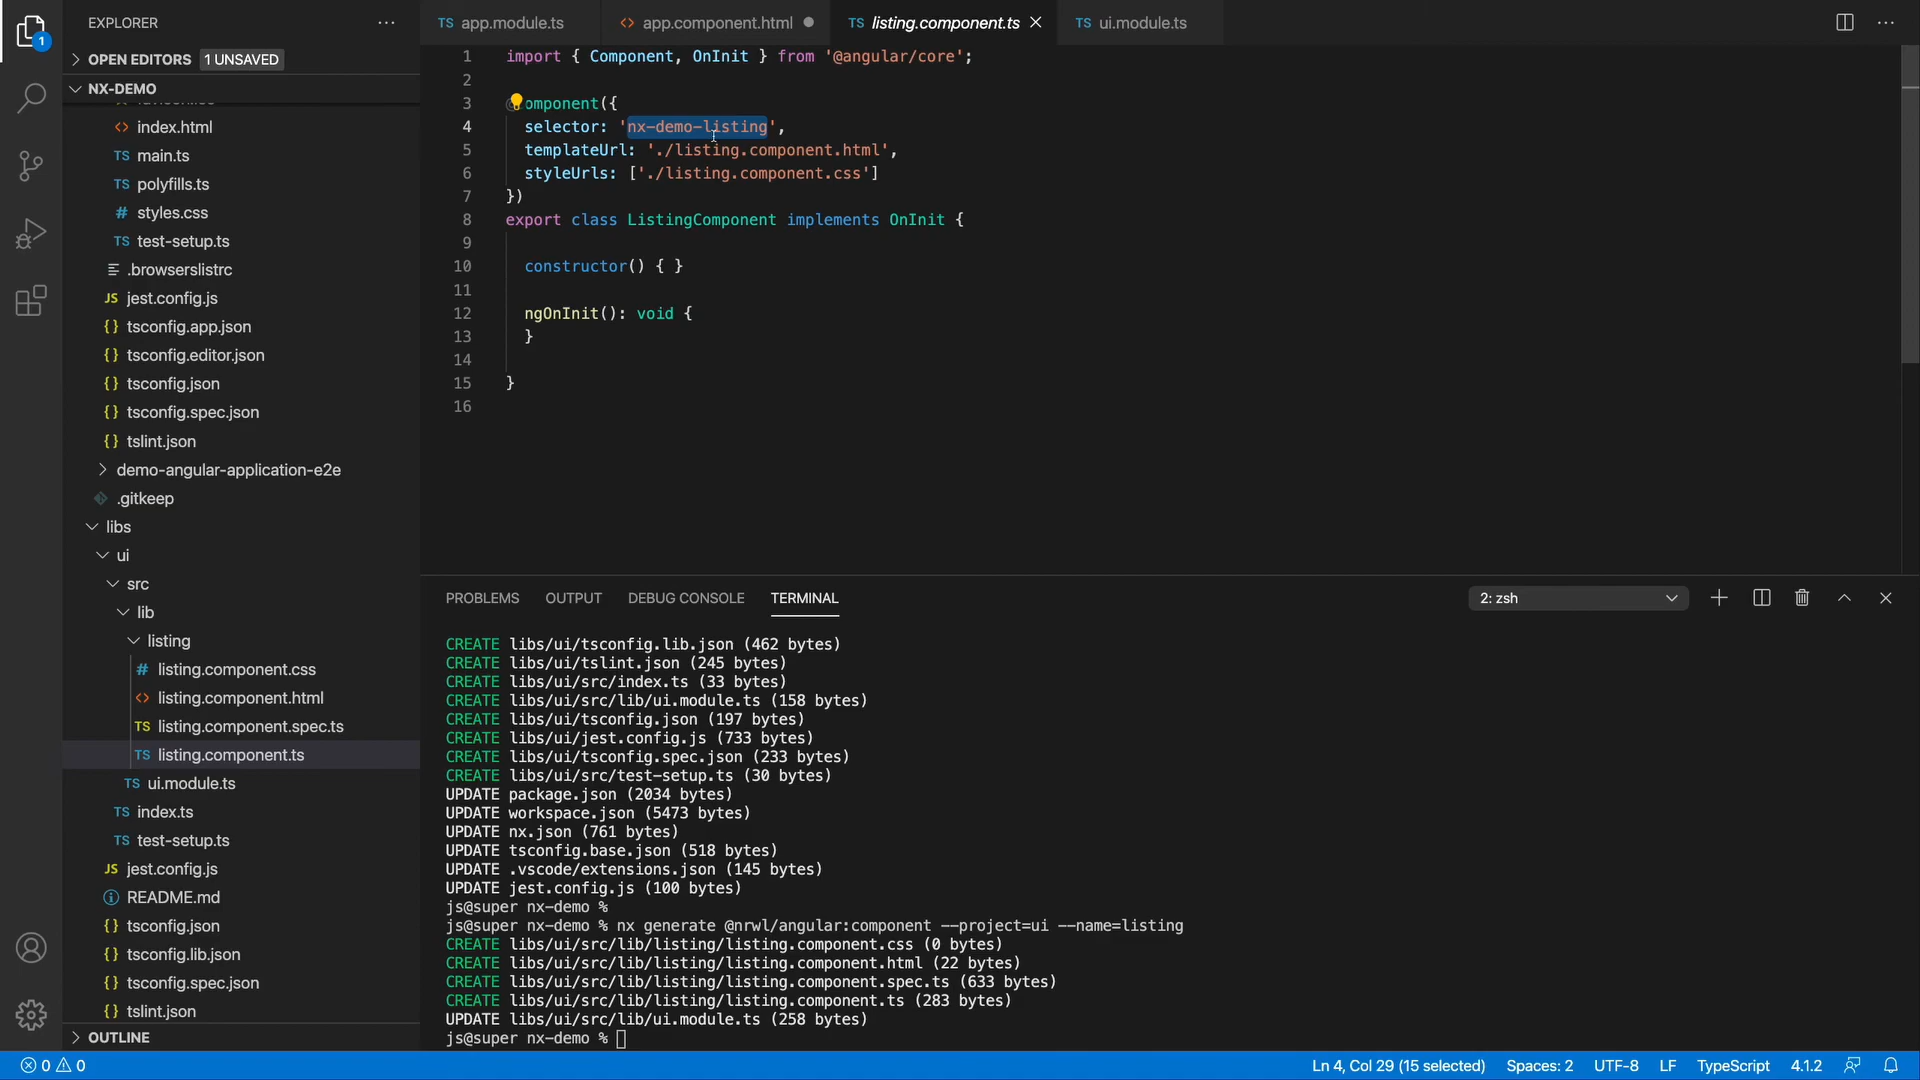 EXPLORER
OPEN EDITORS 1 UNSAVED
NX-DEMO
index.html
TS main.ts
TS polyfills.ts
# styles.css
TS test-setup.ts
.browserslistrc
JS jest.config.js
{} tsconfig.app.json
{} tsconfig.editor.json
{} tsconfig.json
{} tsconfig.spec.json
{} tslint.json
demo-angular-application-e2e
.gitkeep
libs
ui
src
lib
listing
# listing.component.css
<> listing.component.html
TS listing.component.spec.ts
TS listing.component.ts
TS ui.module.ts
TS index.ts
TS test-setup.ts
JS jest.config.js
README.md
{} tsconfig.json
{} tsconfig.lib.json
{} tsconfig.spec.json
{} tslint.json
OUTLINE
1
TS app.module.ts
<> app.component.html
TS listing.component.ts
TS ui.module.ts
1 import { Component, OnInit } from '@angular/core';
2
3 omponent({
4 selector: 'nx-demo-listing',
5 templateUrl: './listing.component.html',
6 styleUrls: ['./listing.component.css']
7 })
8 export class ListingComponent implements OnInit {
9
10 constructor() { }
11
12 ngOnInit(): void {
13 }
14
15 }
16
PROBLEMS OUTPUT DEBUG CONSOLE TERMINAL 2: zsh
CREATE libs/ui/tsconfig.lib.json (462 bytes)
CREATE libs/ui/tslint.json (245 bytes)
CREATE libs/ui/src/index.ts (33 bytes)
CREATE libs/ui/src/lib/ui.module.ts (158 bytes)
CREATE libs/ui/tsconfig.json (197 bytes)
CREATE libs/ui/jest.config.js (733 bytes)
CREATE libs/ui/tsconfig.spec.json (233 bytes)
CREATE libs/ui/src/test-setup.ts (30 bytes)
UPDATE package.json (2034 bytes)
UPDATE workspace.json (5473 bytes)
UPDATE nx.json (761 bytes)
UPDATE tsconfig.base.json (518 bytes)
UPDATE .vscode/extensions.json (145 bytes)
UPDATE jest.config.js (100 bytes)
js@super nx-demo %
js@super nx-demo % nx generate @nrwl/angular:component --project=ui --name=listing
CREATE libs/ui/src/lib/listing/listing.component.css (0 bytes)
CREATE libs/ui/src/lib/listing/listing.component.html (22 bytes)
CREATE libs/ui/src/lib/listing/listing.component.spec.ts (633 bytes)
CREATE libs/ui/src/lib/listing/listing.component.ts (283 bytes)
UPDATE libs/ui/src/lib/ui.module.ts (258 bytes)
js@super nx-demo %
0 0 Ln 4, Col 29 (15 selected) Spaces: 2 UTF-8 LF TypeScript 4.1.2